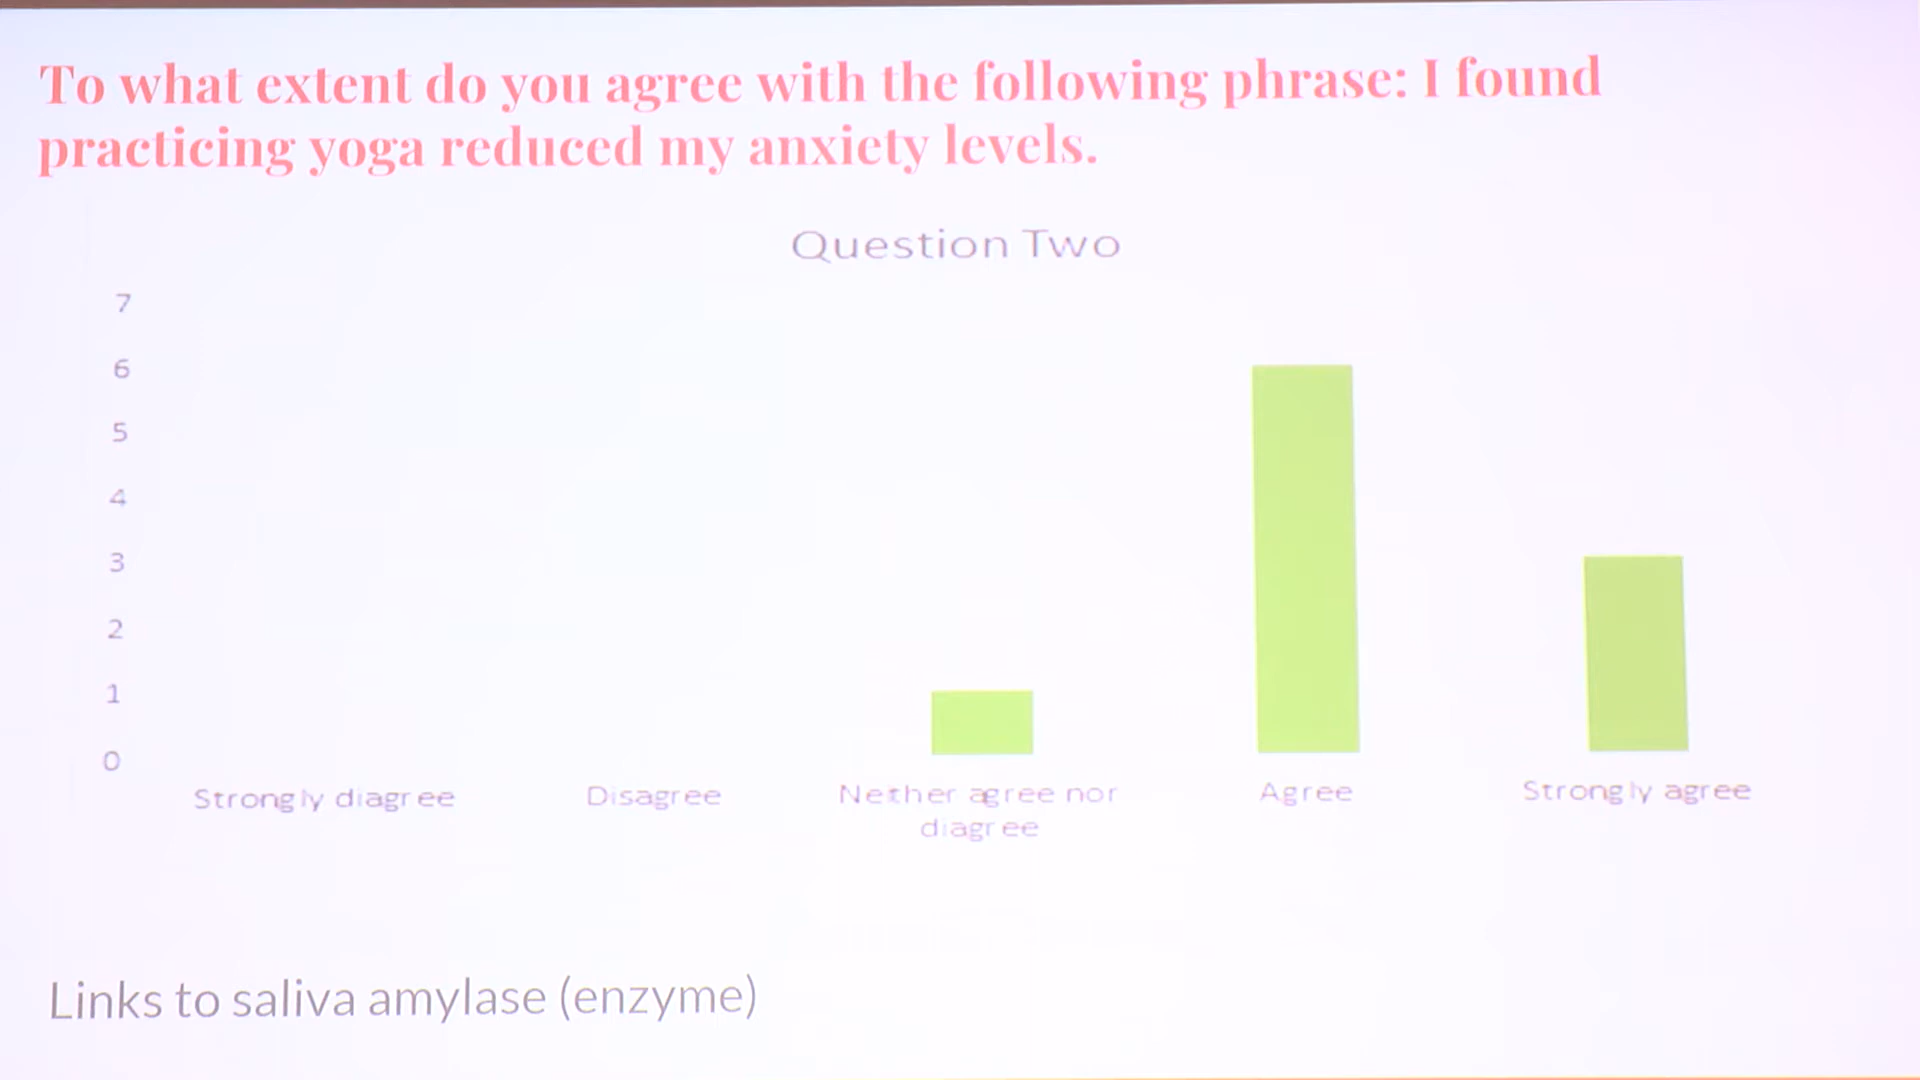 To what extent do you agree with the following phrase: I found
practicing yoga reduced my anxiety levels.
Question Two
7
6
5
4
3
2
1
0
Strongly diagree
Disagree
Nether agree nor
diagree
Agree
Strongly agree
Links to saliva amylase (enzyme)